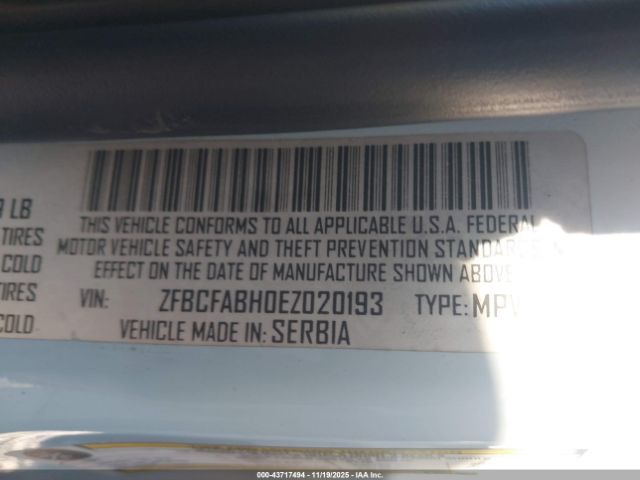 LB
THIS VEHICLE CONFORMS TO ALL APPLICABLE U.S.A. FEDERAL
TIRES MOTOR VEHICLE SAFETY AND THEFT PREVENTION STANDARDS IN
COLD EFFECT ON THE DATE OF MANUFACTURE SHOWN ABOVE
TIRES VIN: ZFBCFABH0EZ020193 TYPE: MPV
COLD VEHICLE MADE IN: SERBIA
000-43717494 - 11/19/2025 - IAA Inc.